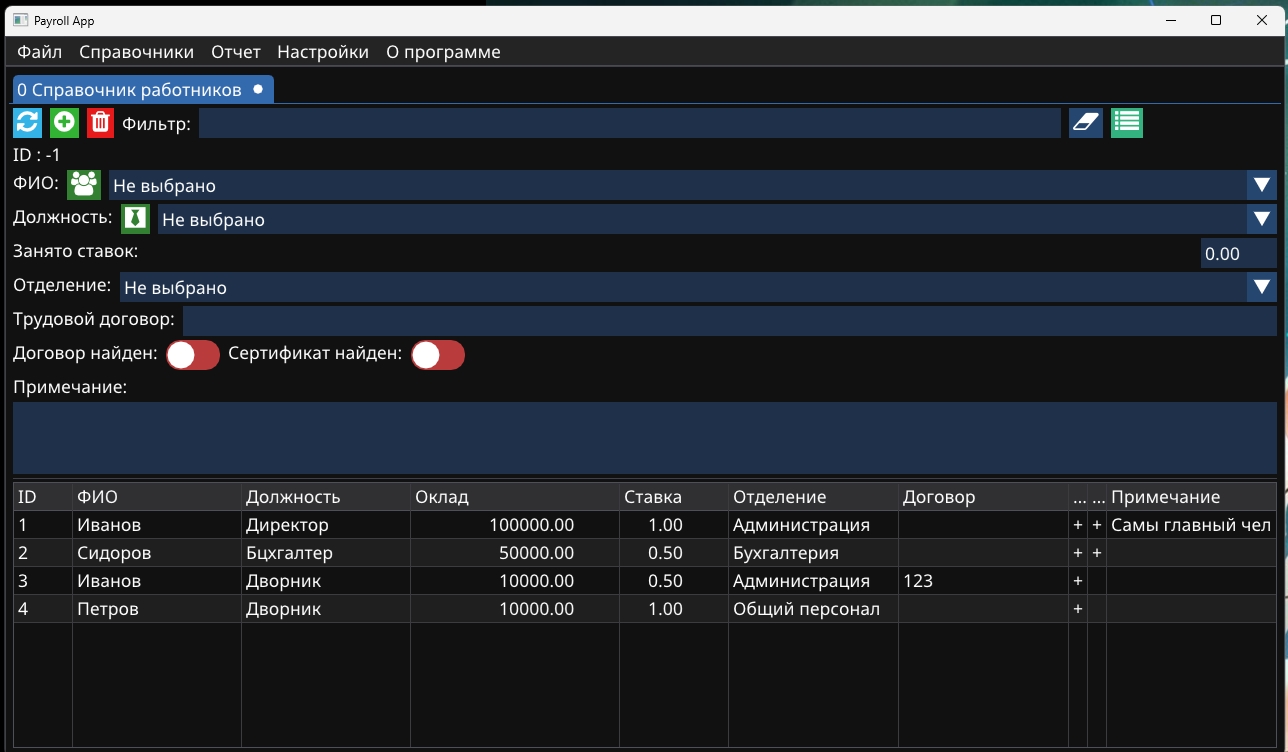 Payroll App
Файл Справочники Отчет Настройки О программе
0 Справочник работников
Фильтр:
ID : -1
ФИО: Не выбрано
Должность: Не выбрано
Занято ставок: 0.00
Отделение: Не выбрано
Трудовой договор:
Договор найден: Сертификат найден:
Примечание:
ID ФИО Должность Оклад Ставка Отделение Договор ... ... Примечание
1 Иванов Директор 100000.00 1.00 Администрация + + Самы главный чел
2 Сидоров Бцхгалтер 50000.00 0.50 Бухгалтерия + +
3 Иванов Дворник 10000.00 0.50 Администрация 123 +
4 Петров Дворник 10000.00 1.00 Общий персонал +